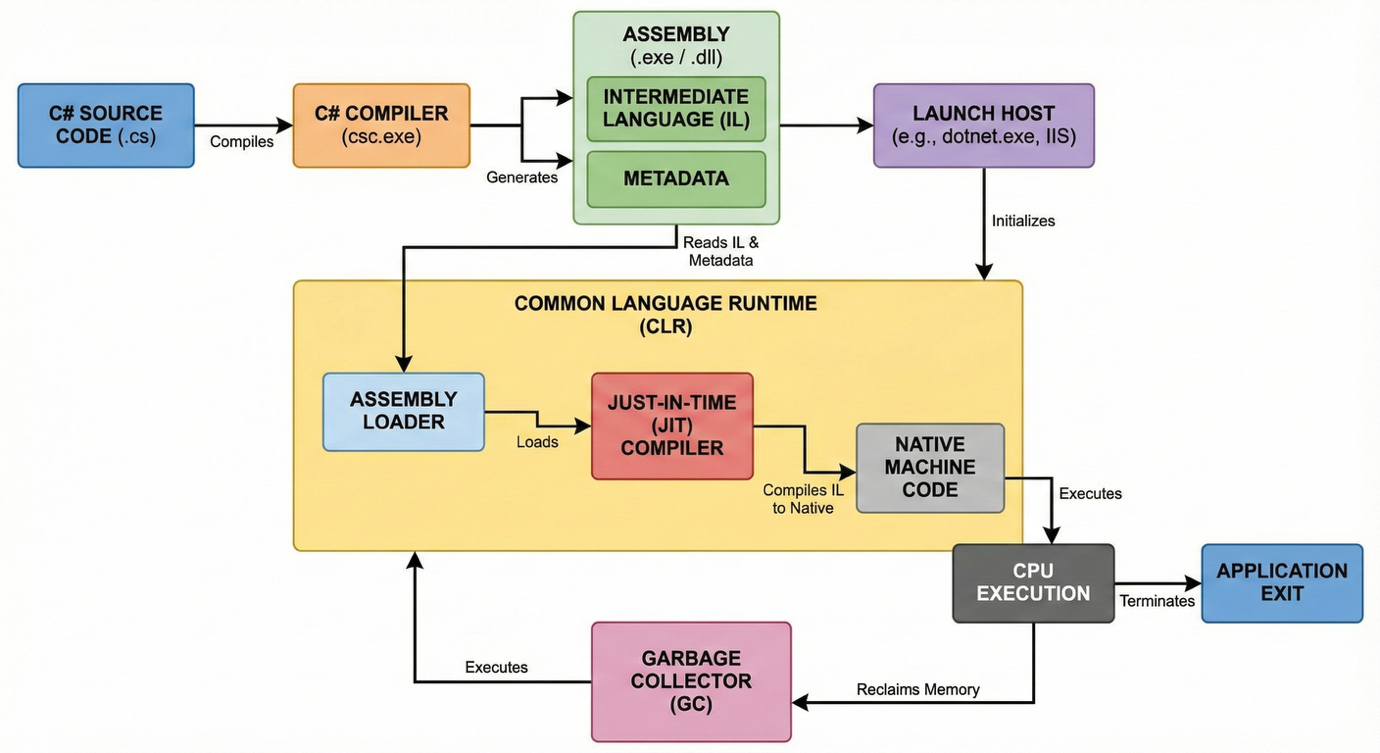 C# SOURCE
CODE (.cs)
Compiles
C# COMPILER
(csc.exe)
Generates
ASSEMBLY
(.exe / .dll)
INTERMEDIATE
LANGUAGE (IL)
METADATA
LAUNCH HOST
(e.g., dotnet.exe, IIS)
Initializes
Reads IL &
Metadata
COMMON LANGUAGE RUNTIME
(CLR)
ASSEMBLY
LOADER
Loads
JUST-IN-TIME
(JIT)
COMPILER
Compiles IL
to Native
NATIVE
MACHINE
CODE
Executes
CPU
EXECUTION
Terminates
APPLICATION
EXIT
Reclaims Memory
GARBAGE
COLLECTOR
(GC)
Executes